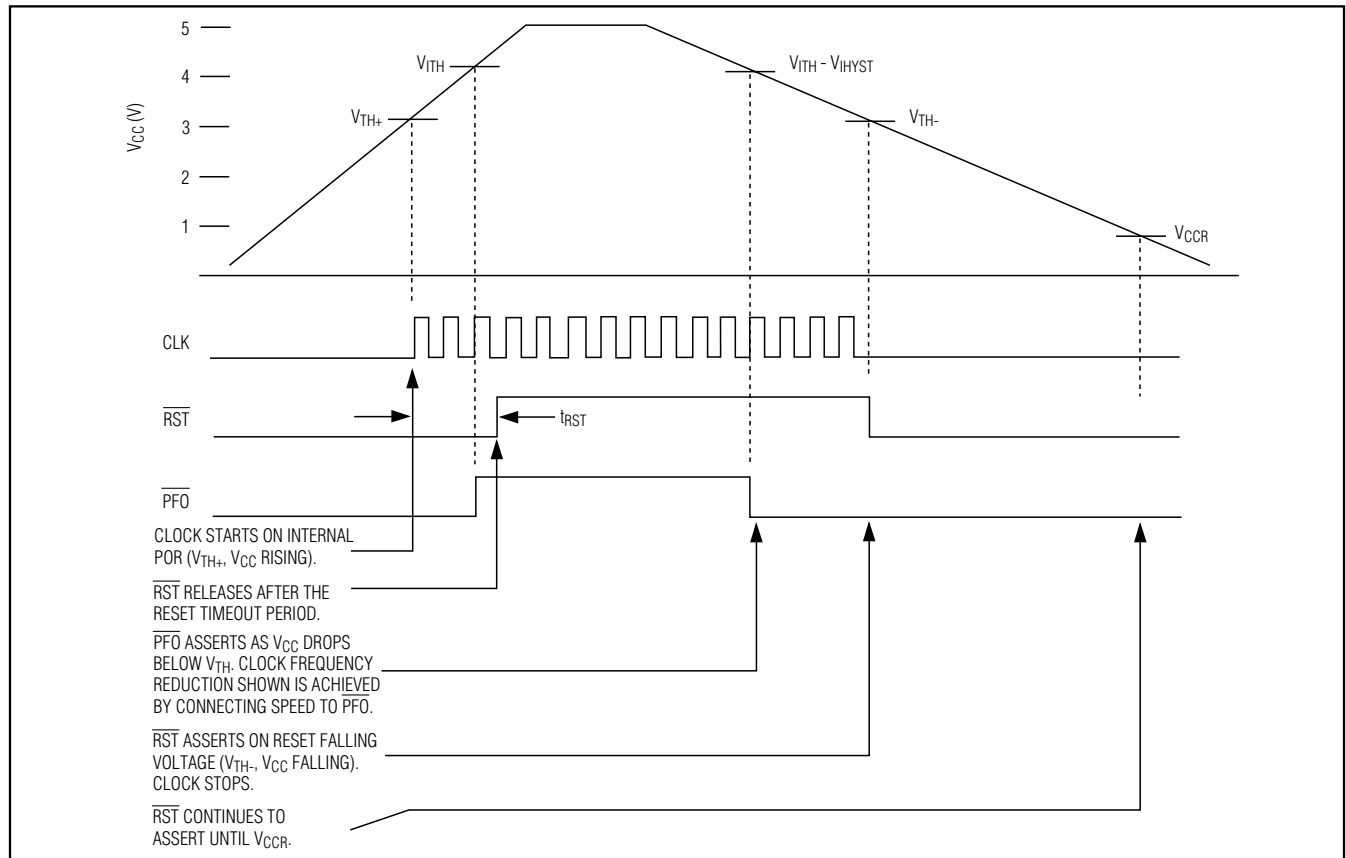 5
4
3
2
1
VCC (V)
VITH
VTH+
VITH - VIHYST
VTH-
VCCR
CLK
RST
tRST
PFO
CLOCK STARTS ON INTERNAL
POR (VTH+, VCC RISING).
RST RELEASES AFTER THE
RESET TIMEOUT PERIOD.
PFO ASSERTS AS VCC DROPS
BELOW VTH. CLOCK FREQUENCY
REDUCTION SHOWN IS ACHIEVED
BY CONNECTING SPEED TO PFO.
RST ASSERTS ON RESET FALLING
VOLTAGE (VTH-, VCC FALLING).
CLOCK STOPS.
RST CONTINUES TO
ASSERT UNTIL VCCR.